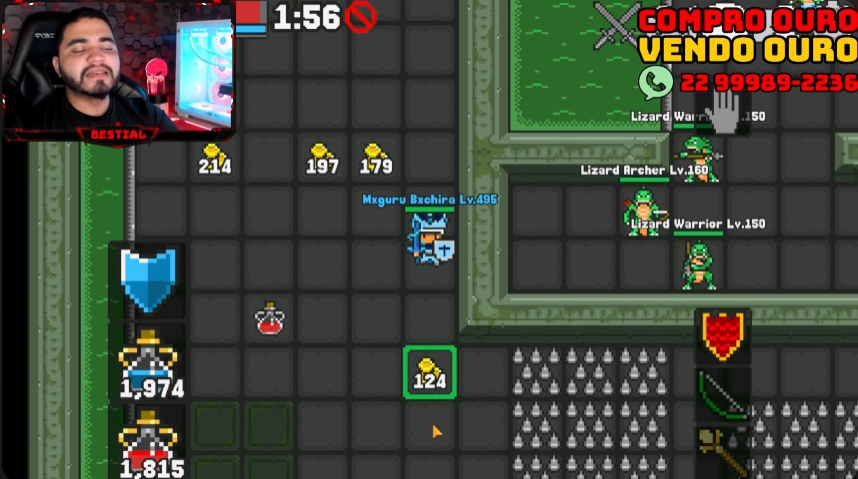 1:56
COMPRO OURO
VENDO OURO
22 99989-2236
BESTIAL
214
197
179
Lizard Warrior Lv.150
Lizard Archer Lv.160
Mxguru Bxchira Lv.495
Lizard Warrior Lv.150
124
1,974
1,815